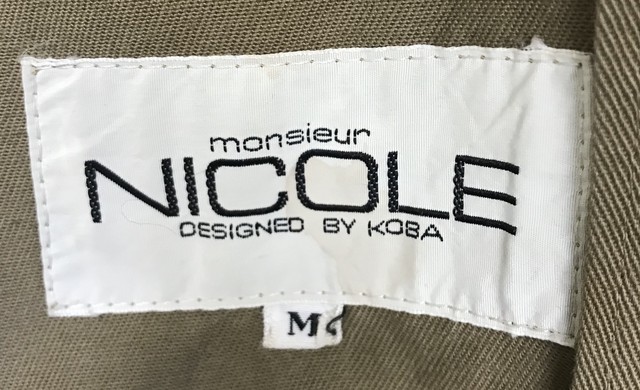 monsieur
NICOLE
DESIGNED BY KOBA
M